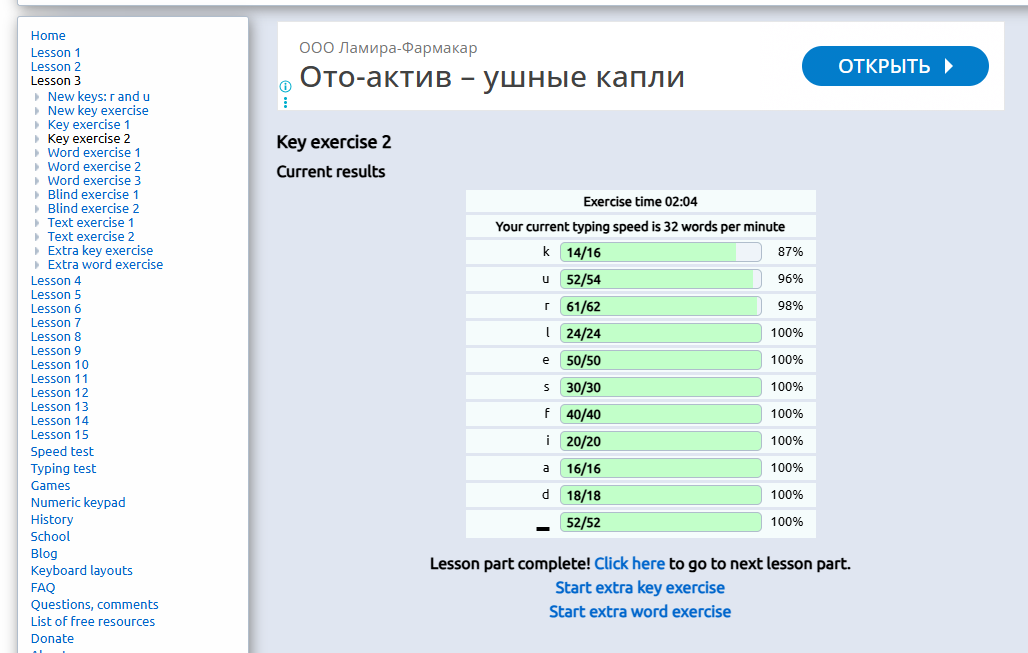 Home
Lesson 1
Lesson 2
Lesson 3
New keys: r and u
New key exercise
Key exercise 1
Key exercise 2
Word exercise 1
Word exercise 2
Word exercise 3
Blind exercise 1
Blind exercise 2
Text exercise 1
Text exercise 2
Extra key exercise
Extra word exercise
Lesson 4
Lesson 5
Lesson 6
Lesson 7
Lesson 8
Lesson 9
Lesson 10
Lesson 11
Lesson 12
Lesson 13
Lesson 14
Lesson 15
Speed test
Typing test
Games
Numeric keypad
History
School
Blog
Keyboard layouts
FAQ
Questions, comments
List of free resources
Donate
ООО Ламира-Фармакар
Ото-актив – ушные капли
ОТКРЫТЬ
Key exercise 2
Current results
Exercise time 02:04
Your current typing speed is 32 words per minute
k 14/16 87%
u 52/54 96%
r 61/62 98%
l 24/24 100%
e 50/50 100%
s 30/30 100%
f 40/40 100%
i 20/20 100%
a 16/16 100%
d 18/18 100%
_ 52/52 100%
Lesson part complete! Click here to go to next lesson part.
Start extra key exercise
Start extra word exercise